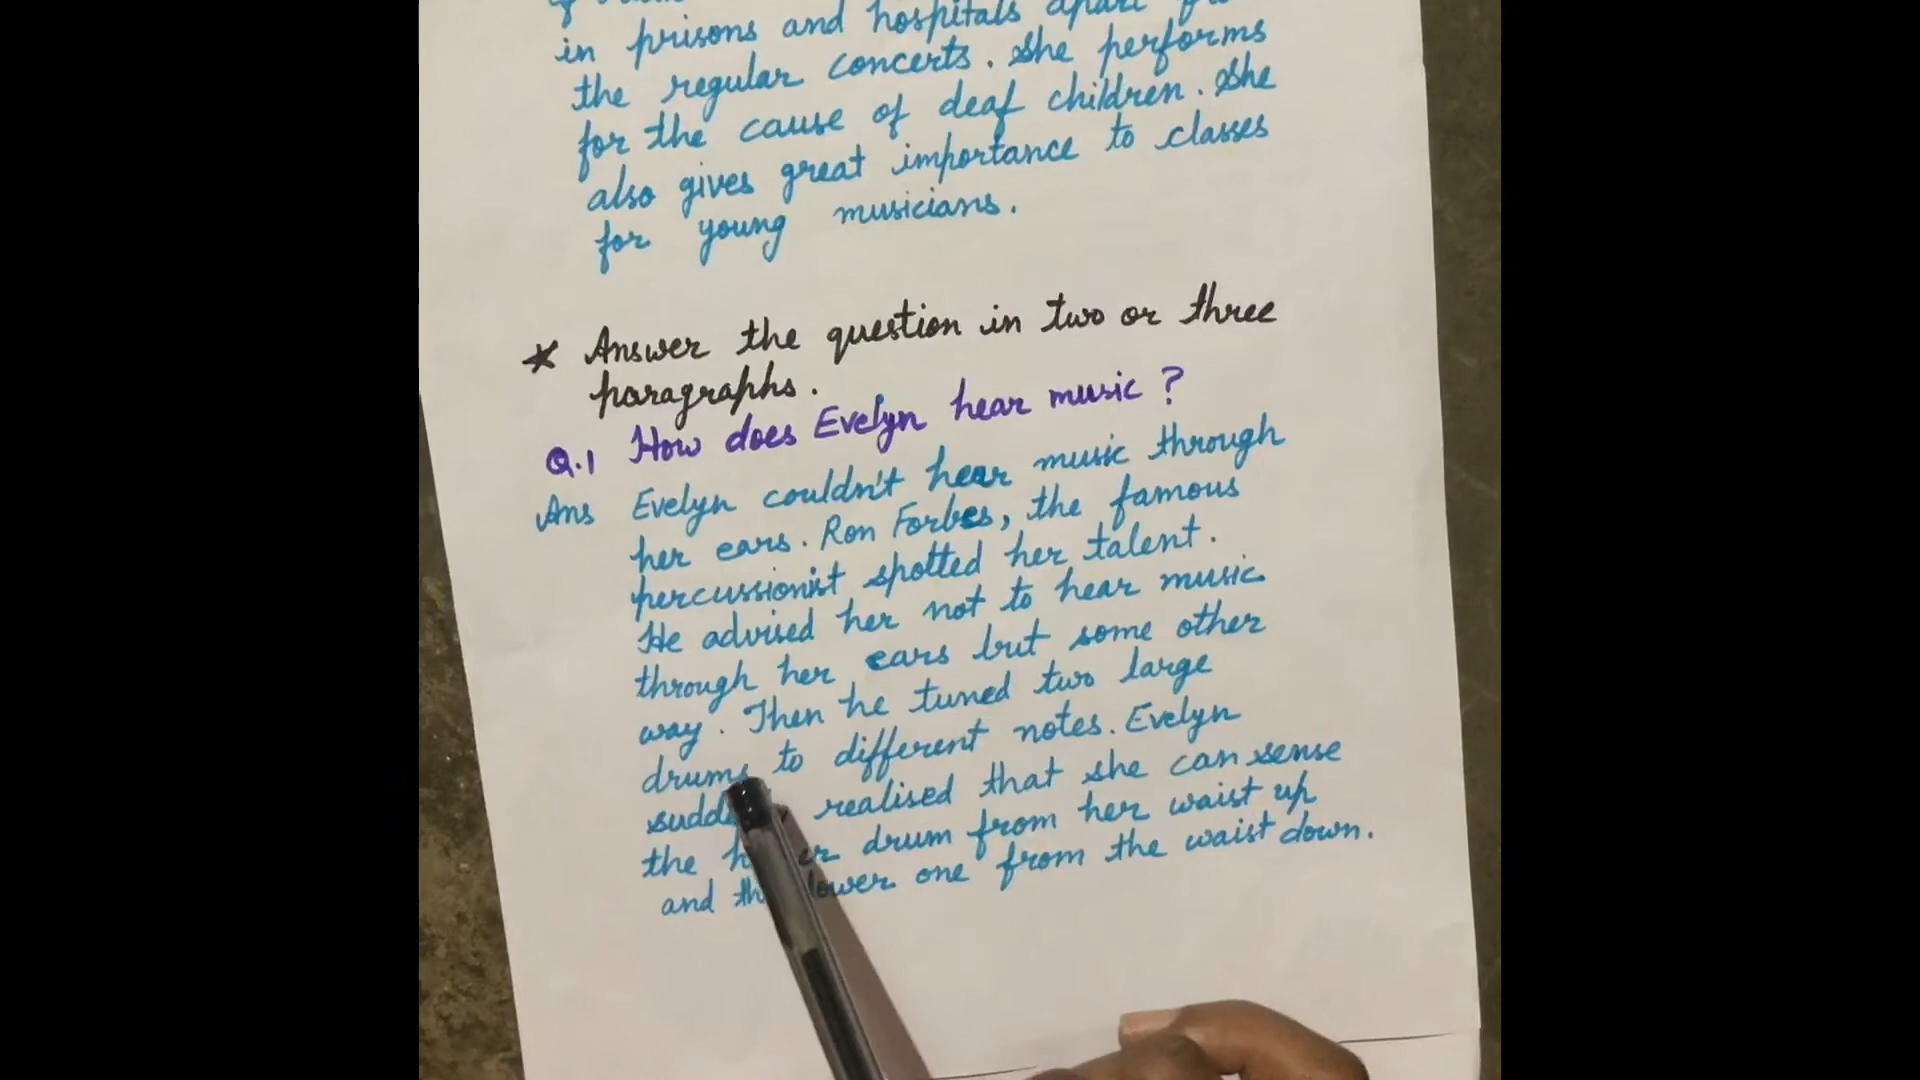 in prisons and hospitals apart
the regular concerts. She performs
for the cause of deaf children. She
also gives great importance to classes
for young musicians.
* Answer the question in two or three
paragraphs.
Q.1 How does Evelyn hear music?
Ans Evelyn couldn't hear music through
her ears. Ron Forbes, the famous
percussionist spotted her talent.
He advised her not to hear music
through her ears but some other
way. Then he tuned two large
drums to different notes. Evelyn
realised that she can sense
the drum from her waist up
and lower one from the waist down.